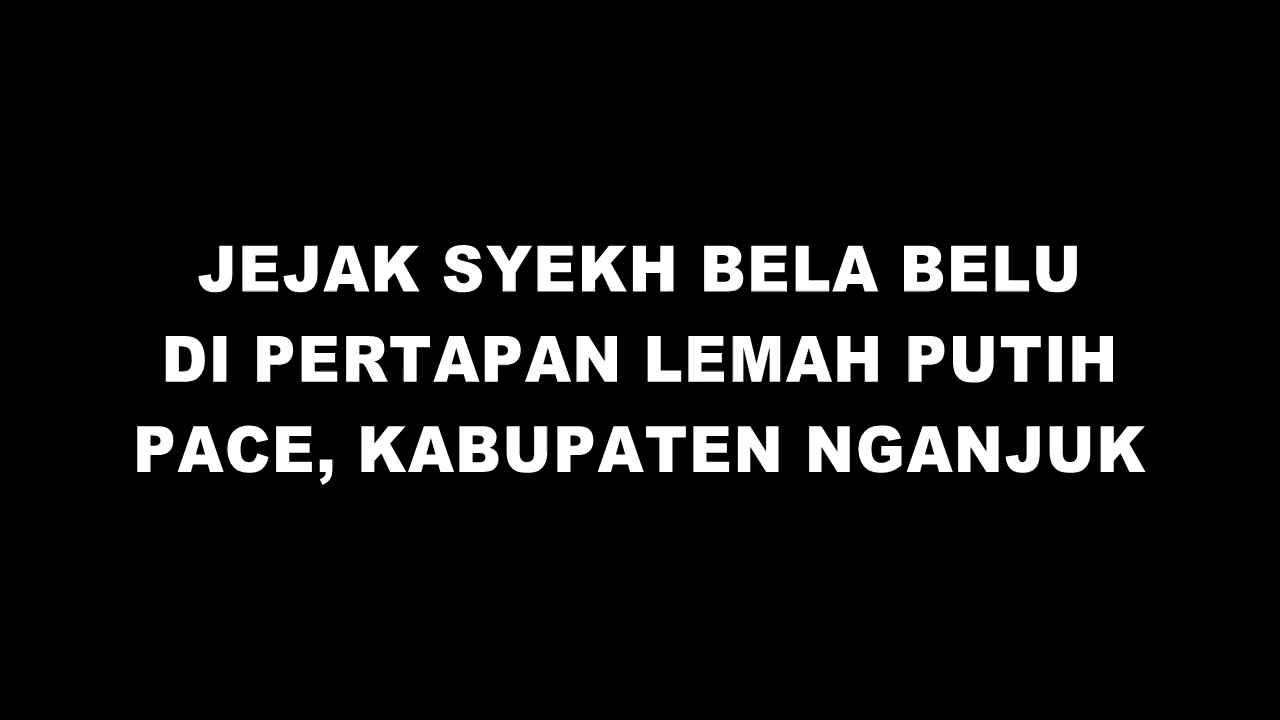 JEJAK SYEKH BELA BELU
DI PERTAPAN LEMAH PUTIH
PACE, KABUPATEN NGANJUK